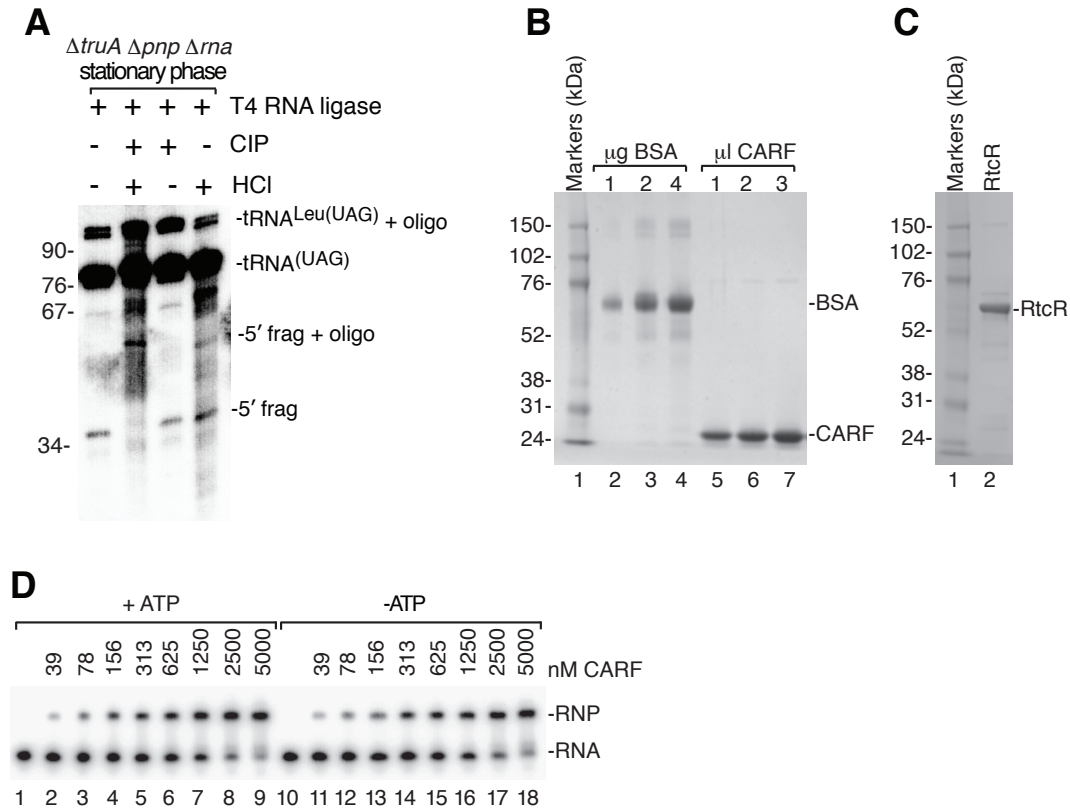 A
ΔtruA Δpnp Δrna
stationary phase
+ + + + T4 RNA ligase
- + + - CIP
- + - + HCl
-tRNALeu(UAG) + oligo
90-
-tRNA(UAG)
76-
67-
-5′ frag + oligo
-5′ frag
34-
B
Markers (kDa)
μg BSA μl CARF
1 2 4 1 2 3
150-
102-
76-
-BSA
52-
38-
31-
24-
-CARF
1 2 3 4 5 6 7
C
Markers (kDa)
RtcR
150-
102-
76-
-RtcR
52-
38-
31-
24-
1 2
D
+ ATP -ATP
39 78 156 313 625 1250 2500 5000 39 78 156 313 625 1250 2500 5000 nM CARF
-RNP
-RNA
1 2 3 4 5 6 7 8 9 10 11 12 13 14 15 16 17 18